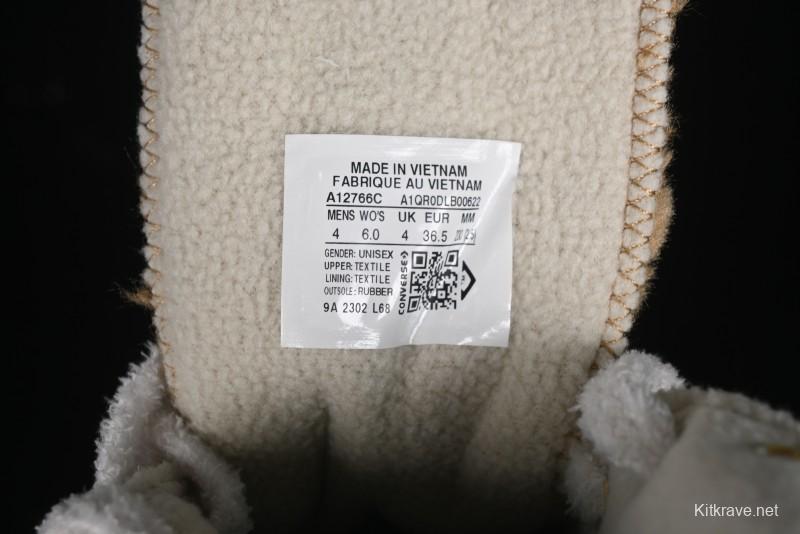 MADE IN VIETNAM
FABRIQUE AU VIETNAM
A12766C A1QR0DLB00622
MENS WO'S UK EUR MM
4 6.0 4 36.5
GENDER: UNISEX
UPPER: TEXTILE
LINING: TEXTILE
OUTSOLE: RUBBER
9A 2302 L68
CONVERSE
Kitkrave.net